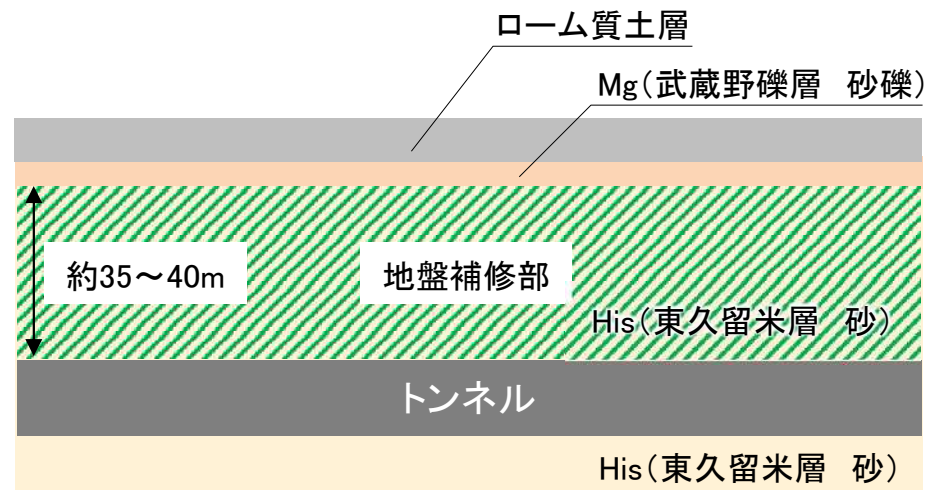 ローム質土層
Mg(武蔵野礫層　砂礫)
約35~40m
地盤補修部
His(東久留米層　砂)
トンネル
His(東久留米層　砂)